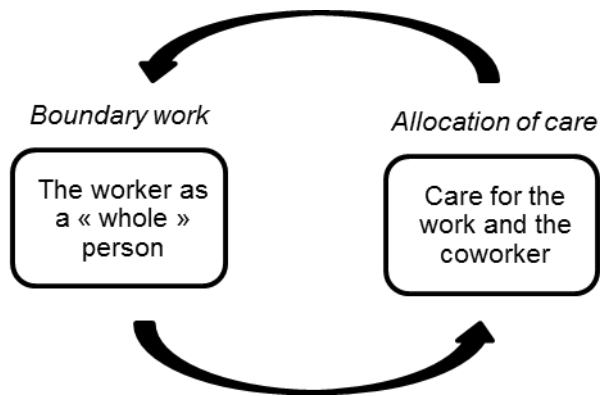 Boundary work
Allocation of care
The worker as
a « whole »
person
Care for the
work and the
coworker